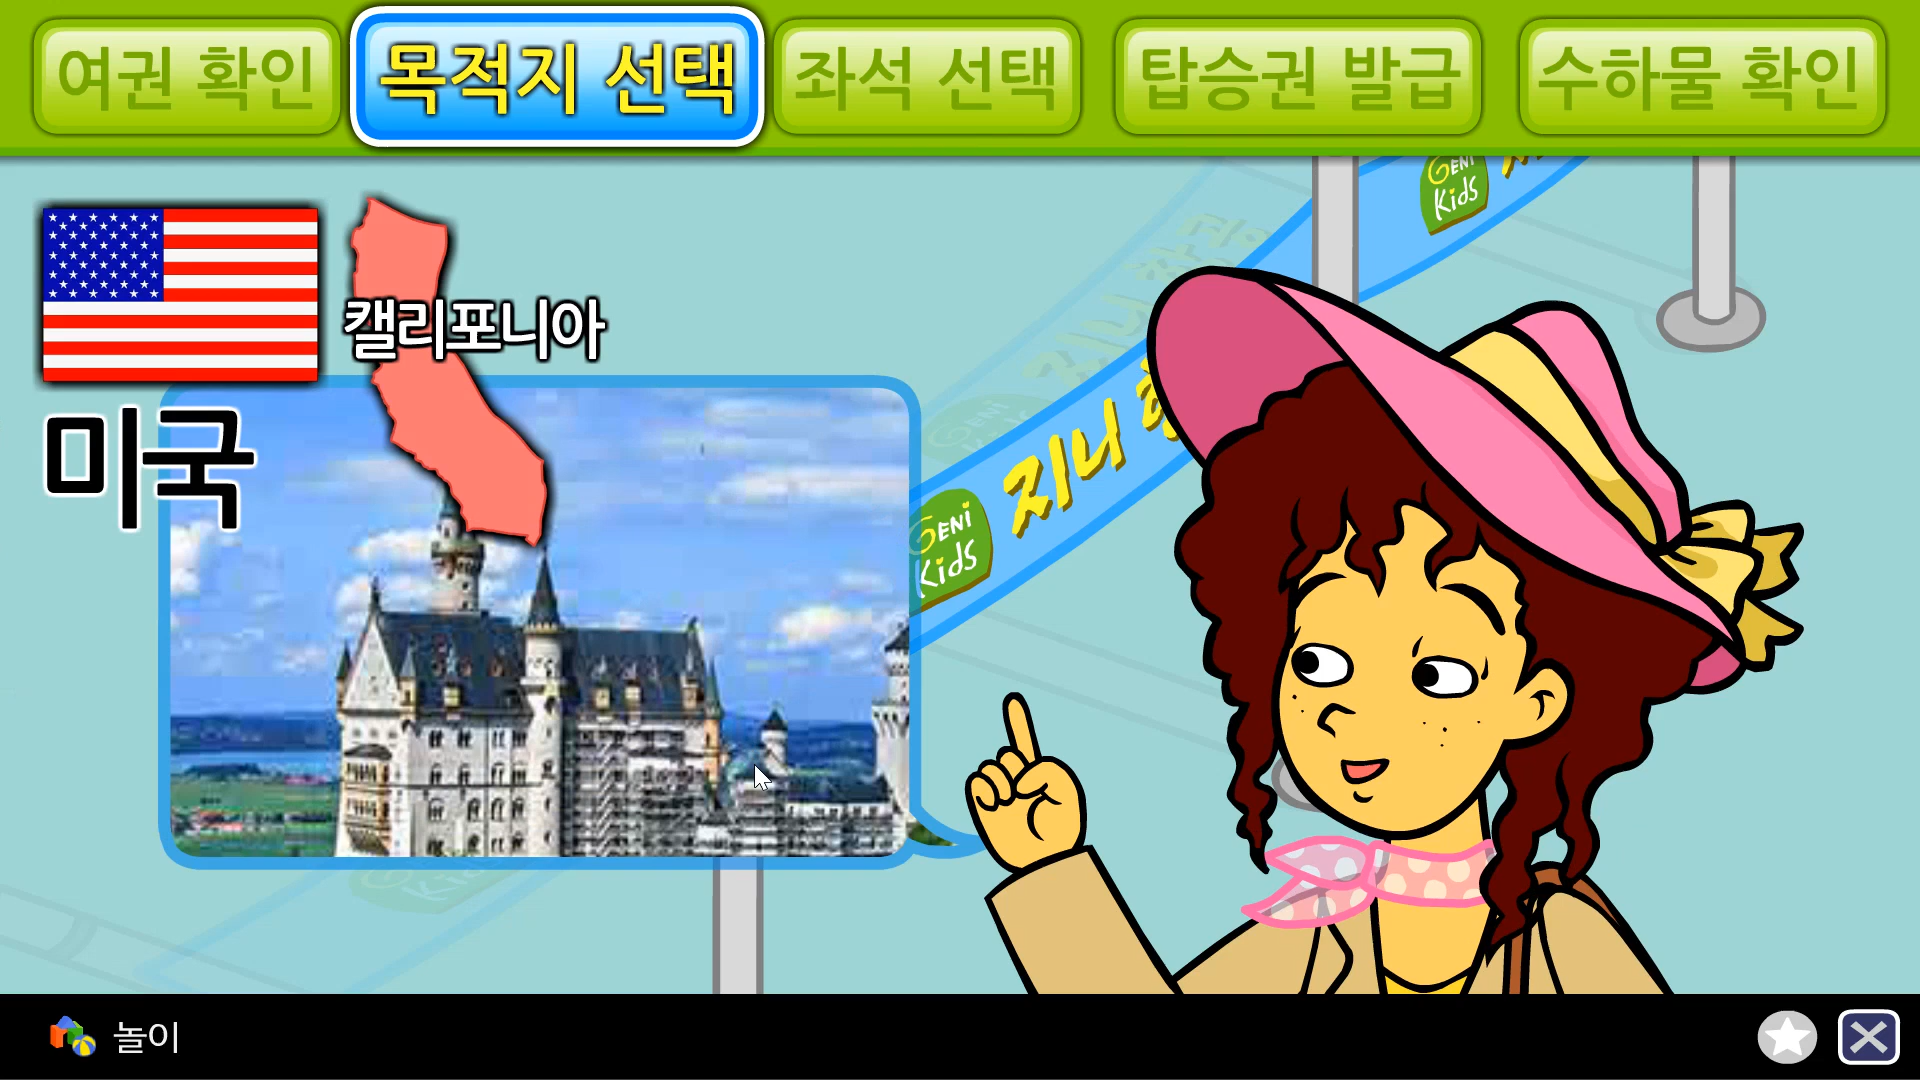 여권 확인
목적지 선택
좌석 선택
탑승권 발급
수하물 확인
GENI
Kids
캘리포니아
미국
지니
GENI
Kids
놀이